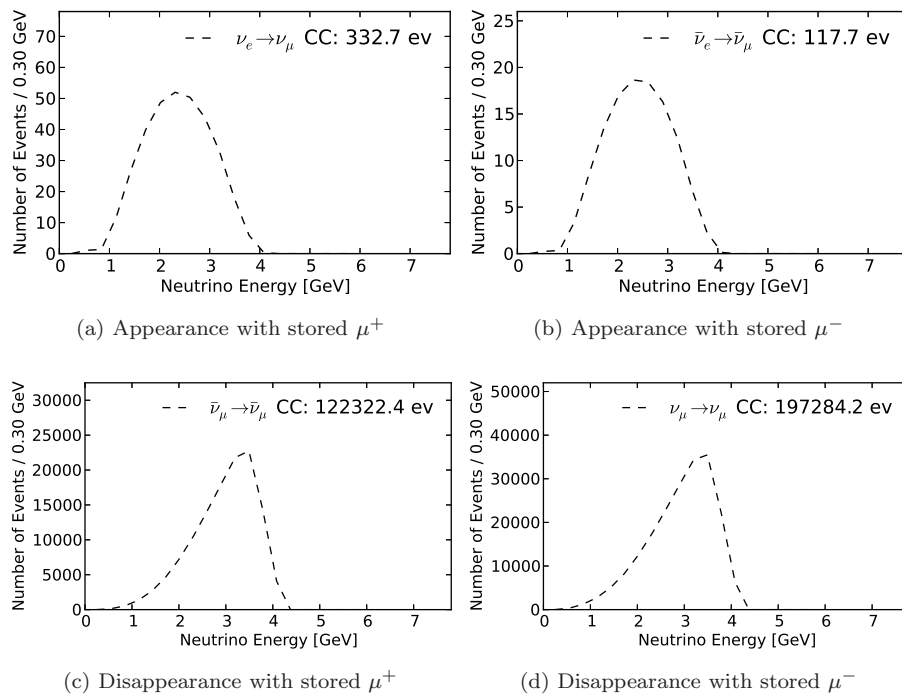 ν_e→ν_μ CC: 332.7 ev
Number of Events / 0.30 GeV
70
60
50
40
30
20
10
0
0 1 2 3 4 5 6 7
Neutrino Energy [GeV]
(a) Appearance with stored μ⁺
ν̄_e→ν̄_μ CC: 117.7 ev
Number of Events / 0.30 GeV
25
20
15
10
5
0
0 1 2 3 4 5 6 7
Neutrino Energy [GeV]
(b) Appearance with stored μ⁻
ν̄_μ→ν̄_μ CC: 122322.4 ev
Number of Events / 0.30 GeV
30000
25000
20000
15000
10000
5000
0
0 1 2 3 4 5 6 7
Neutrino Energy [GeV]
(c) Disappearance with stored μ⁺
ν_μ→ν_μ CC: 197284.2 ev
Number of Events / 0.30 GeV
50000
40000
30000
20000
10000
0
0 1 2 3 4 5 6 7
Neutrino Energy [GeV]
(d) Disappearance with stored μ⁻